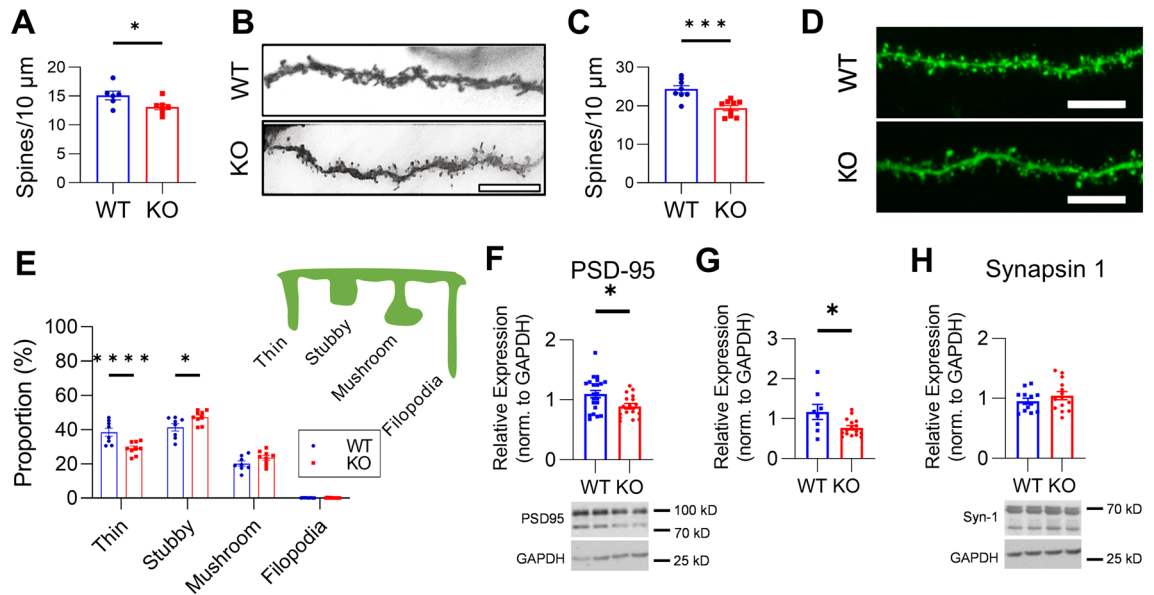 A
*
Spines/10 µm
20
15
10
5
0
WT KO
B
WT
KO
C
* * *
Spines/10 µm
30
20
10
0
WT KO
D
WT
KO
E
Proportion (%)
100
80
60
40
20
0
* * * *
*
Thin
Stubby
Mushroom
Filopodia
Thin
Stubby
Mushroom
Filopodia
WT
KO
F
PSD-95
*
Relative Expression
(norm. to GAPDH)
2
1
0
WT KO
PSD95
100 kD
70 kD
GAPDH
25 kD
G
*
Relative Expression
(norm. to GAPDH)
3
2
1
0
WT KO
H
Synapsin 1
Relative Expression
(norm. to GAPDH)
2
1
0
WT KO
Syn-1
70 kD
GAPDH
25 kD